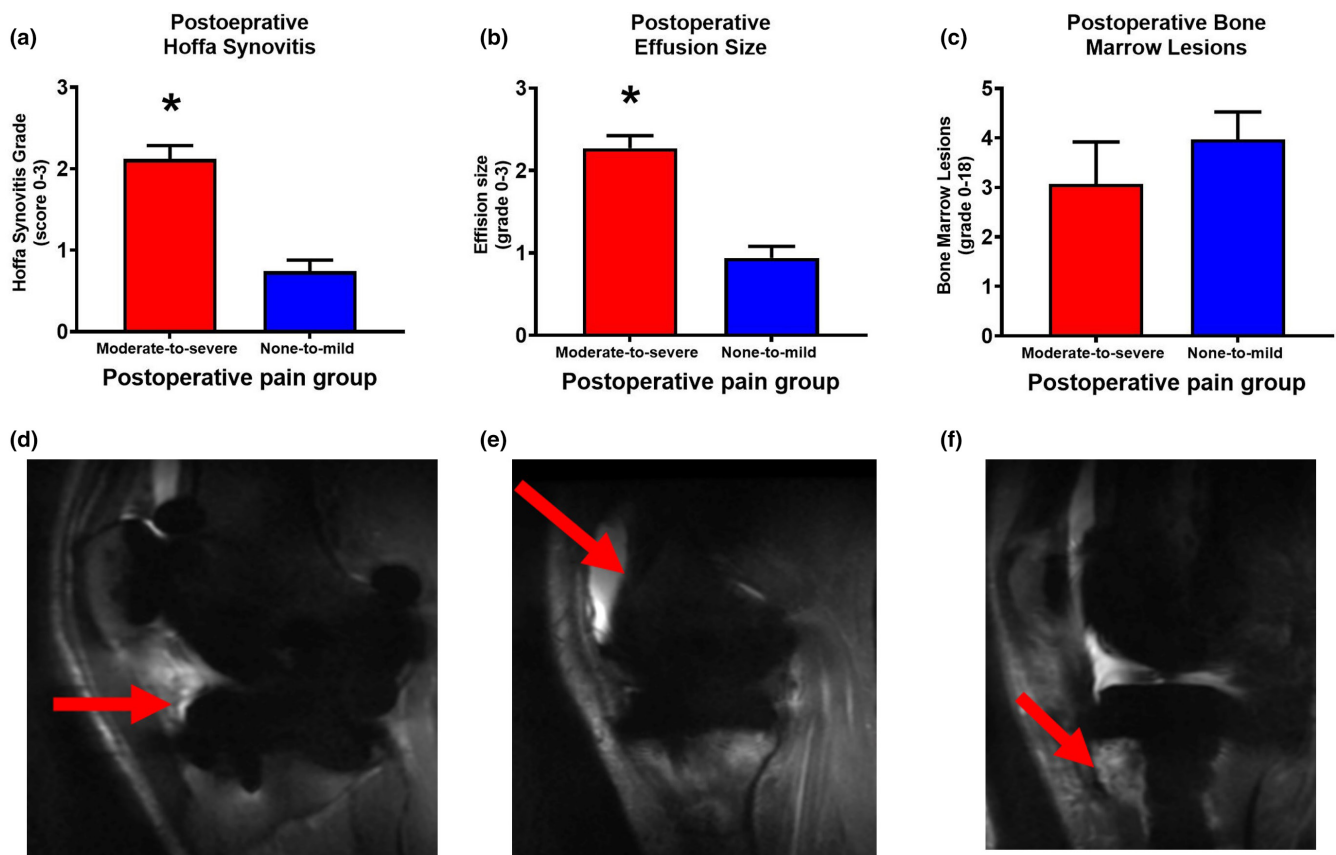 (a)
Postoeprative
Hoffa Synovitis
Hoffa Synovitis Grade
(score 0-3)
3
2
1
0
*
Moderate-to-severe
None-to-mild
Postoperative pain group
(b)
Postoperative
Effusion Size
Effision size
(grade 0-3)
3
2
1
0
*
Moderate-to-severe
None-to-mild
Postoperative pain group
(c)
Postoperative Bone
Marrow Lesions
Bone Marrow Lesions
(grade 0-18)
5
4
3
2
1
0
Moderate-to-severe
None-to-mild
Postoperative pain group
(d)
(e)
(f)